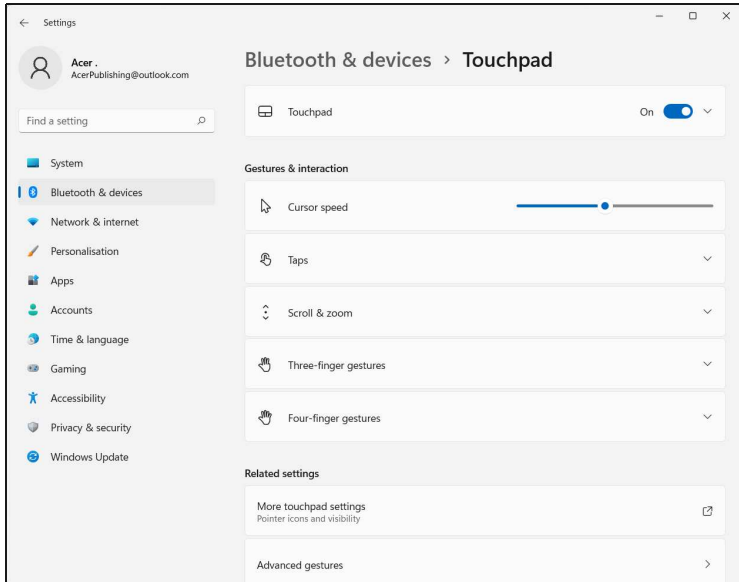 Settings
Acer .
AcerPublishing@outlook.com
Find a setting
System
Bluetooth & devices
Network & internet
Personalisation
Apps
Accounts
Time & language
Gaming
Accessibility
Privacy & security
Windows Update
Bluetooth & devices > Touchpad
Touchpad On
Gestures & interaction
Cursor speed
Taps
Scroll & zoom
Three-finger gestures
Four-finger gestures
Related settings
More touchpad settings
Pointer icons and visibility
Advanced gestures